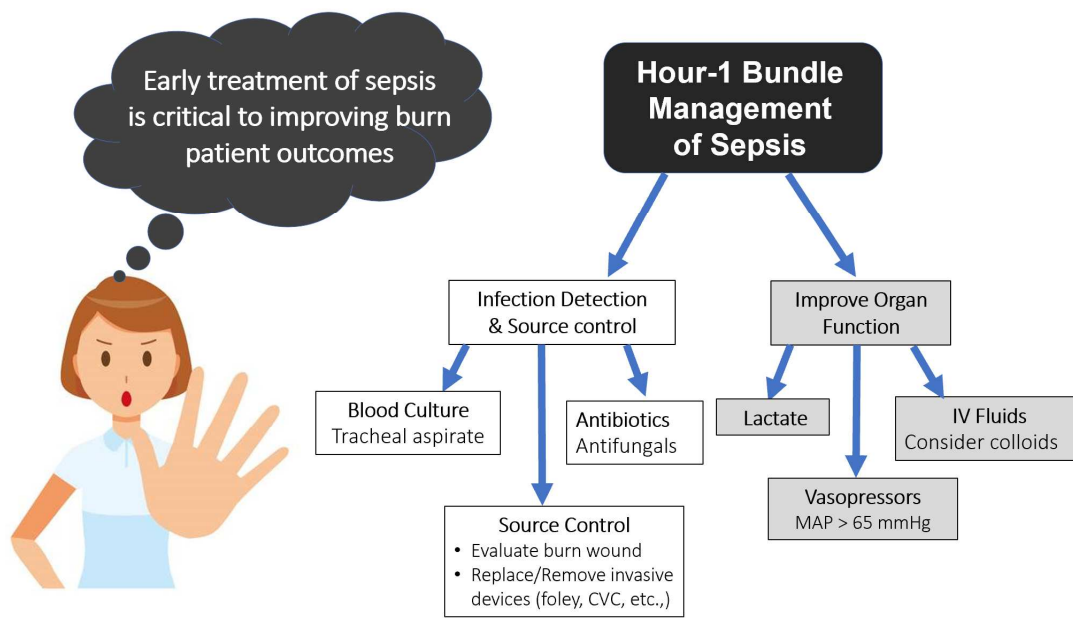 Early treatment of sepsis
is critical to improving burn
patient outcomes
Hour-1 Bundle
Management
of Sepsis
Infection Detection
& Source control
Improve Organ
Function
Blood Culture
Tracheal aspirate
Antibiotics
Antifungals
Lactate
IV Fluids
Consider colloids
Vasopressors
MAP > 65 mmHg
Source Control
• Evaluate burn wound
• Replace/Remove invasive
devices (foley, CVC, etc.,)